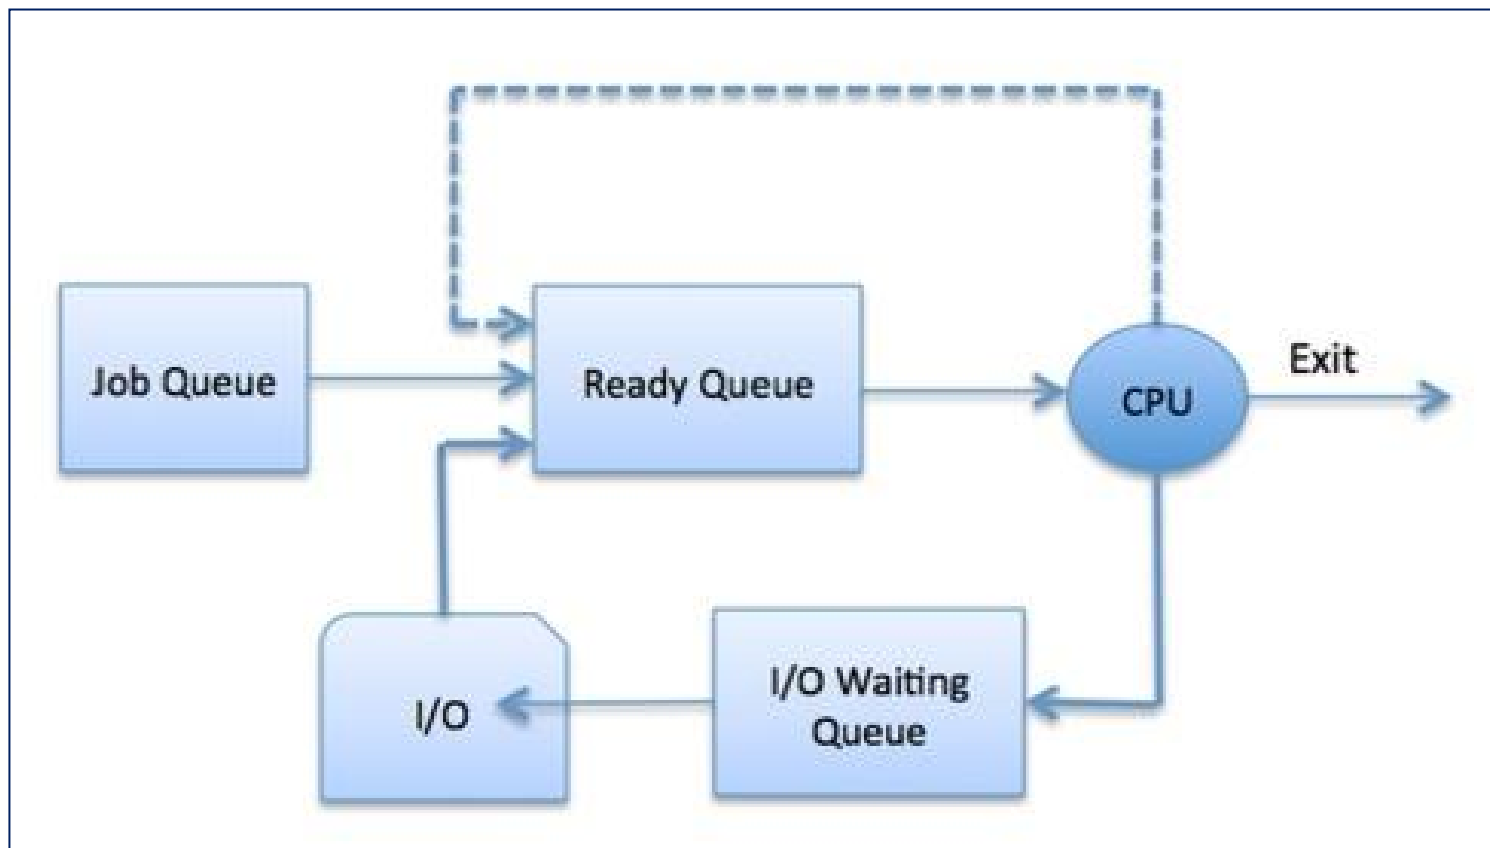 Job Queue
Ready Queue
CPU
Exit
I/O
I/O Waiting
Queue